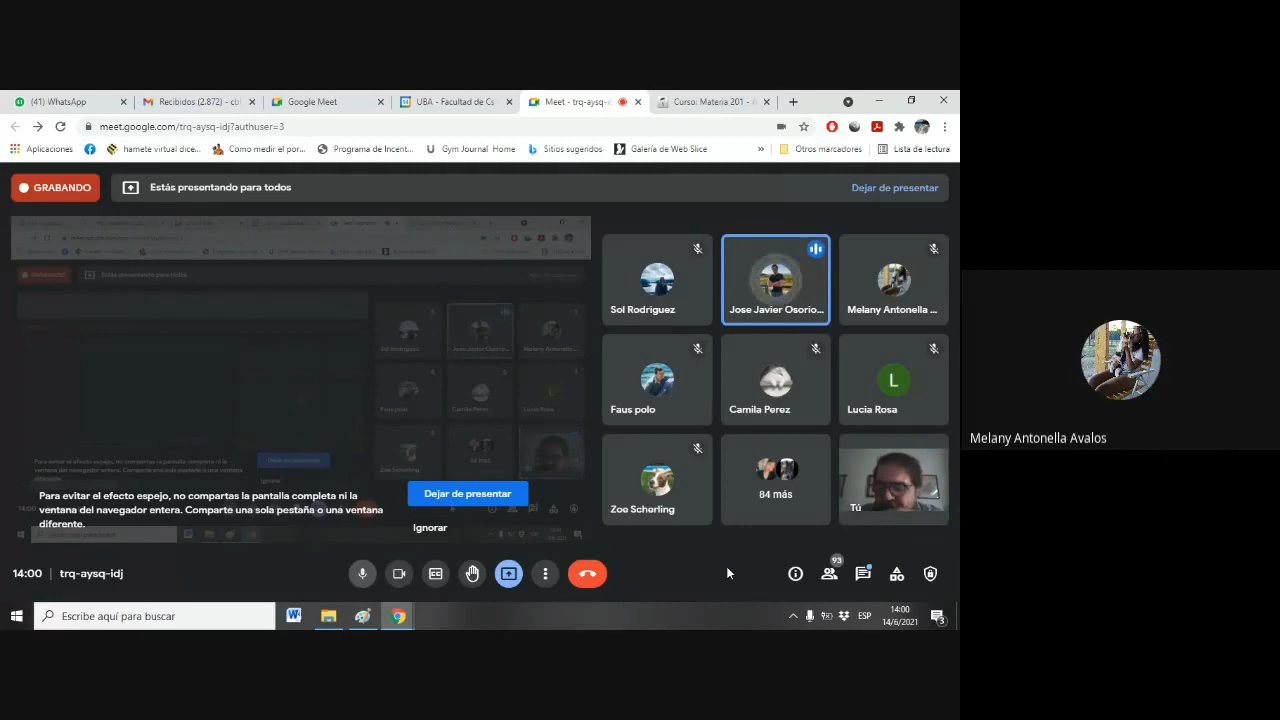 (41) WhatsApp
Recibidos (2.872) - cbl
Google Meet
UBA - Facultad de Cs
Meet - trq-aysq-id
Curso: Materia 201 - A
meet.google.com/trq-aysq-idj?authuser=3
Aplicaciones
hamete virtual dice...
Como medir el por...
Programa de Incent...
Gym Journal Home
Sitios sugeridos
Galería de Web Slice
»
Otros marcadores
Lista de lectura
GRABANDO
Estás presentando para todos
Dejar de presentar
Sol Rodriguez
Jose Javier Osorio...
Melany Antonella ...
Faus polo
Camila Perez
L
Lucia Rosa
Zoe Scherling
84 más
Tú
Para evitar el efecto espejo, no compartas la pantalla completa ni la
ventana del navegador entera. Comparte una sola pestaña o una ventana
diferente.
Dejar de presentar
Ignorar
14:00 | trq-aysq-idj
93
Escribe aquí para buscar
ESP
14:00
14/6/2021
3
Melany Antonella Avalos